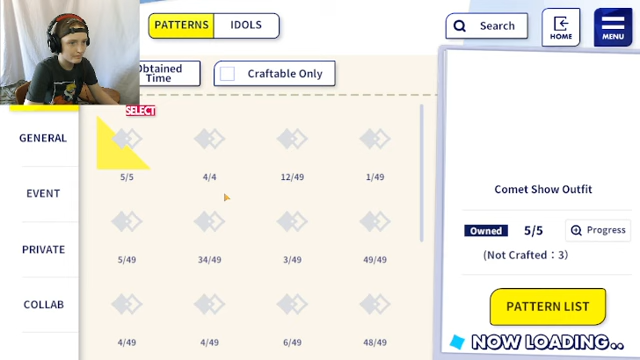 PATTERNS
IDOLS
Search
HOME
MENU
Obtained
Time
Craftable Only
SELECT
GENERAL
EVENT
PRIVATE
COLLAB
5/5
4/4
12/49
1/49
5/49
34/49
3/49
49/49
4/49
4/49
6/49
48/49
Comet Show Outfit
Owned 5/5
Progress
(Not Crafted：3)
PATTERN LIST
NOW LOADING..